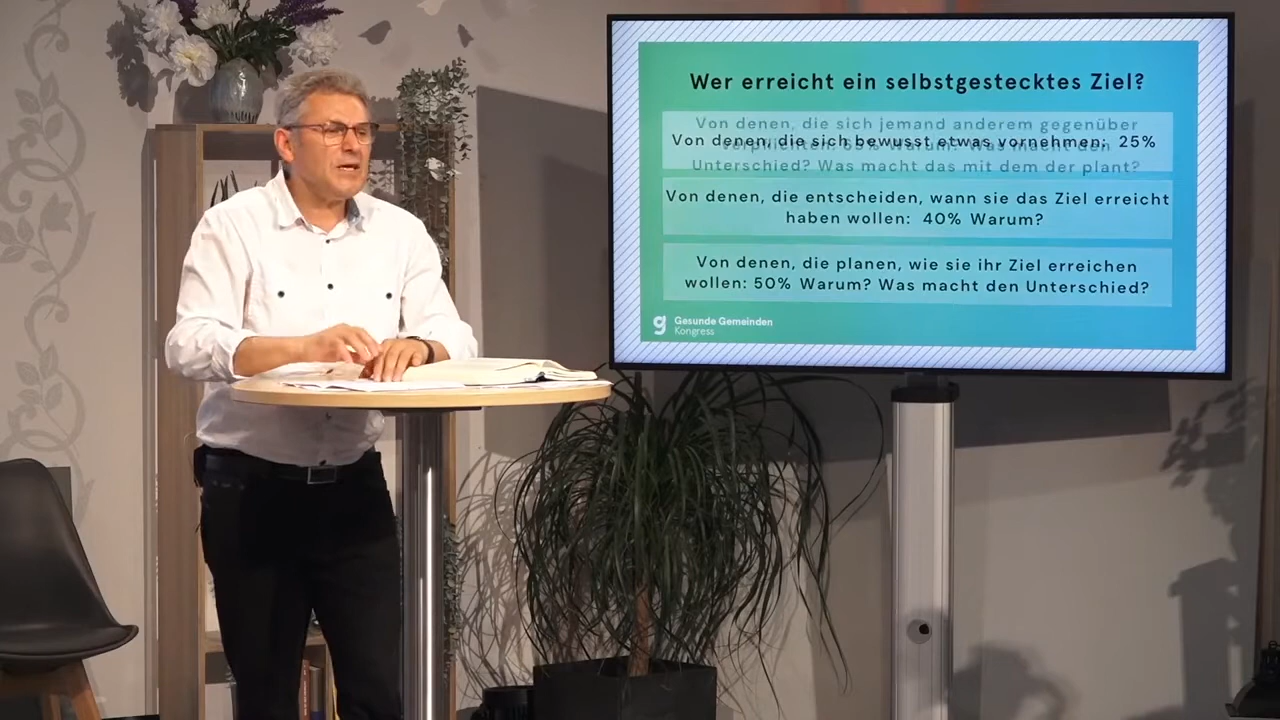 Wer erreicht ein selbstgestecktes Ziel?
Von denen, die sich jemand anderem gegenüber
Von denen, die sich bewusst etwas vornehmen: 25%
Unterschied? Was macht das mit dem der plant?
Von denen, die entscheiden, wann sie das Ziel erreicht
haben wollen: 40% Warum?
Von denen, die planen, wie sie ihr Ziel erreichen
wollen: 50% Warum? Was macht den Unterschied?
Gesunde Gemeinden
Kongress